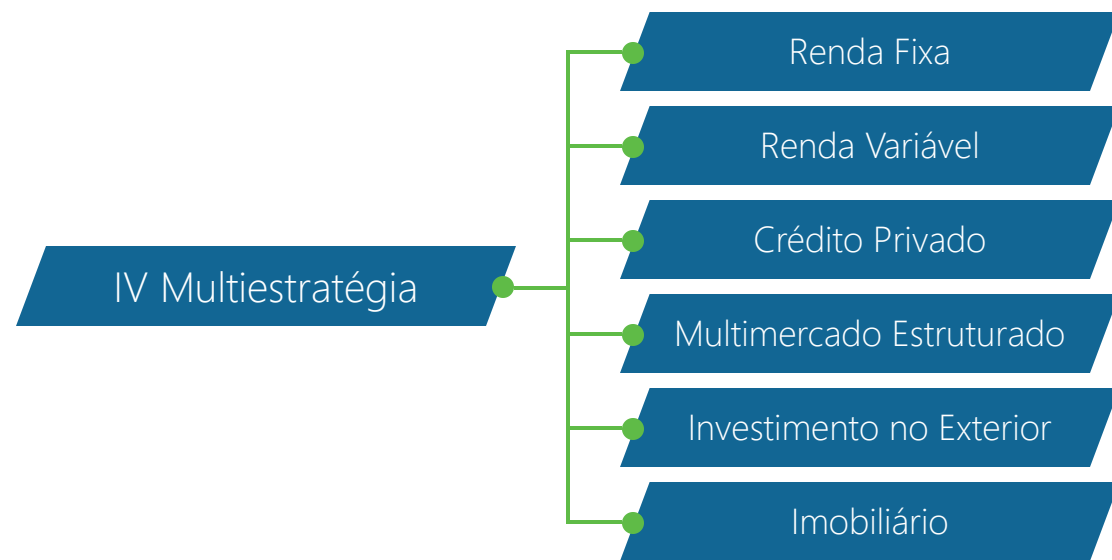 IV Multiestratégia
Renda Fixa
Renda Variável
Crédito Privado
Multimercado Estruturado
Investimento no Exterior
Imobiliário